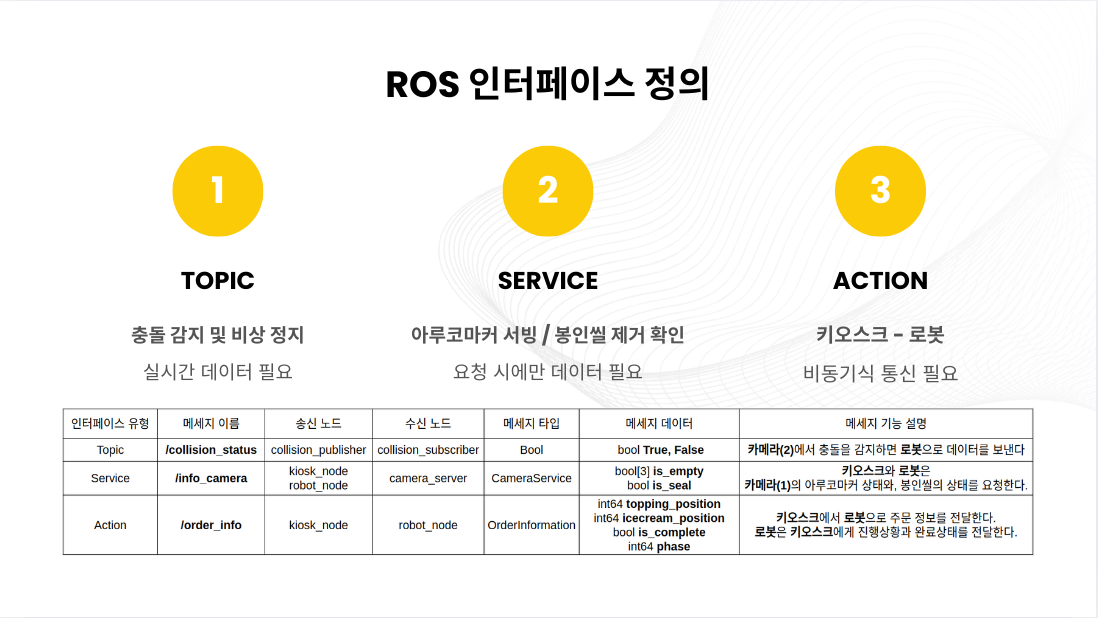 ROS 인터페이스 정의
1
2
3
TOPIC
SERVICE
ACTION
충돌 감지 및 비상 정지
아루코마커 서빙 / 봉인씰 제거 확인
키오스크 – 로봇
실시간 데이터 필요
요청 시에만 데이터 필요
비동기식 통신 필요
인터페이스 유형 메세지 이름 송신 노드 수신 노드 메세지 타입 메세지 데이터 메세지 기능 설명
Topic /collision_status collision_publisher collision_subscriber Bool bool True, False 카메라(2)에서 충돌을 감지하면 로봇으로 데이터를 보낸다
Service /info_camera kiosk_node
robot_node camera_server CameraService bool[3] is_empty
bool is_seal 키오스크와 로봇은
카메라(1)의 아루코마커 상태와, 봉인씰의 상태를 요청한다.
Action /order_info kiosk_node robot_node OrderInformation int64 topping_position
int64 icecream_position
bool is_complete
int64 phase 키오스크에서 로봇으로 주문 정보를 전달한다.
로봇은 키오스크에게 진행상황과 완료상태를 전달한다.